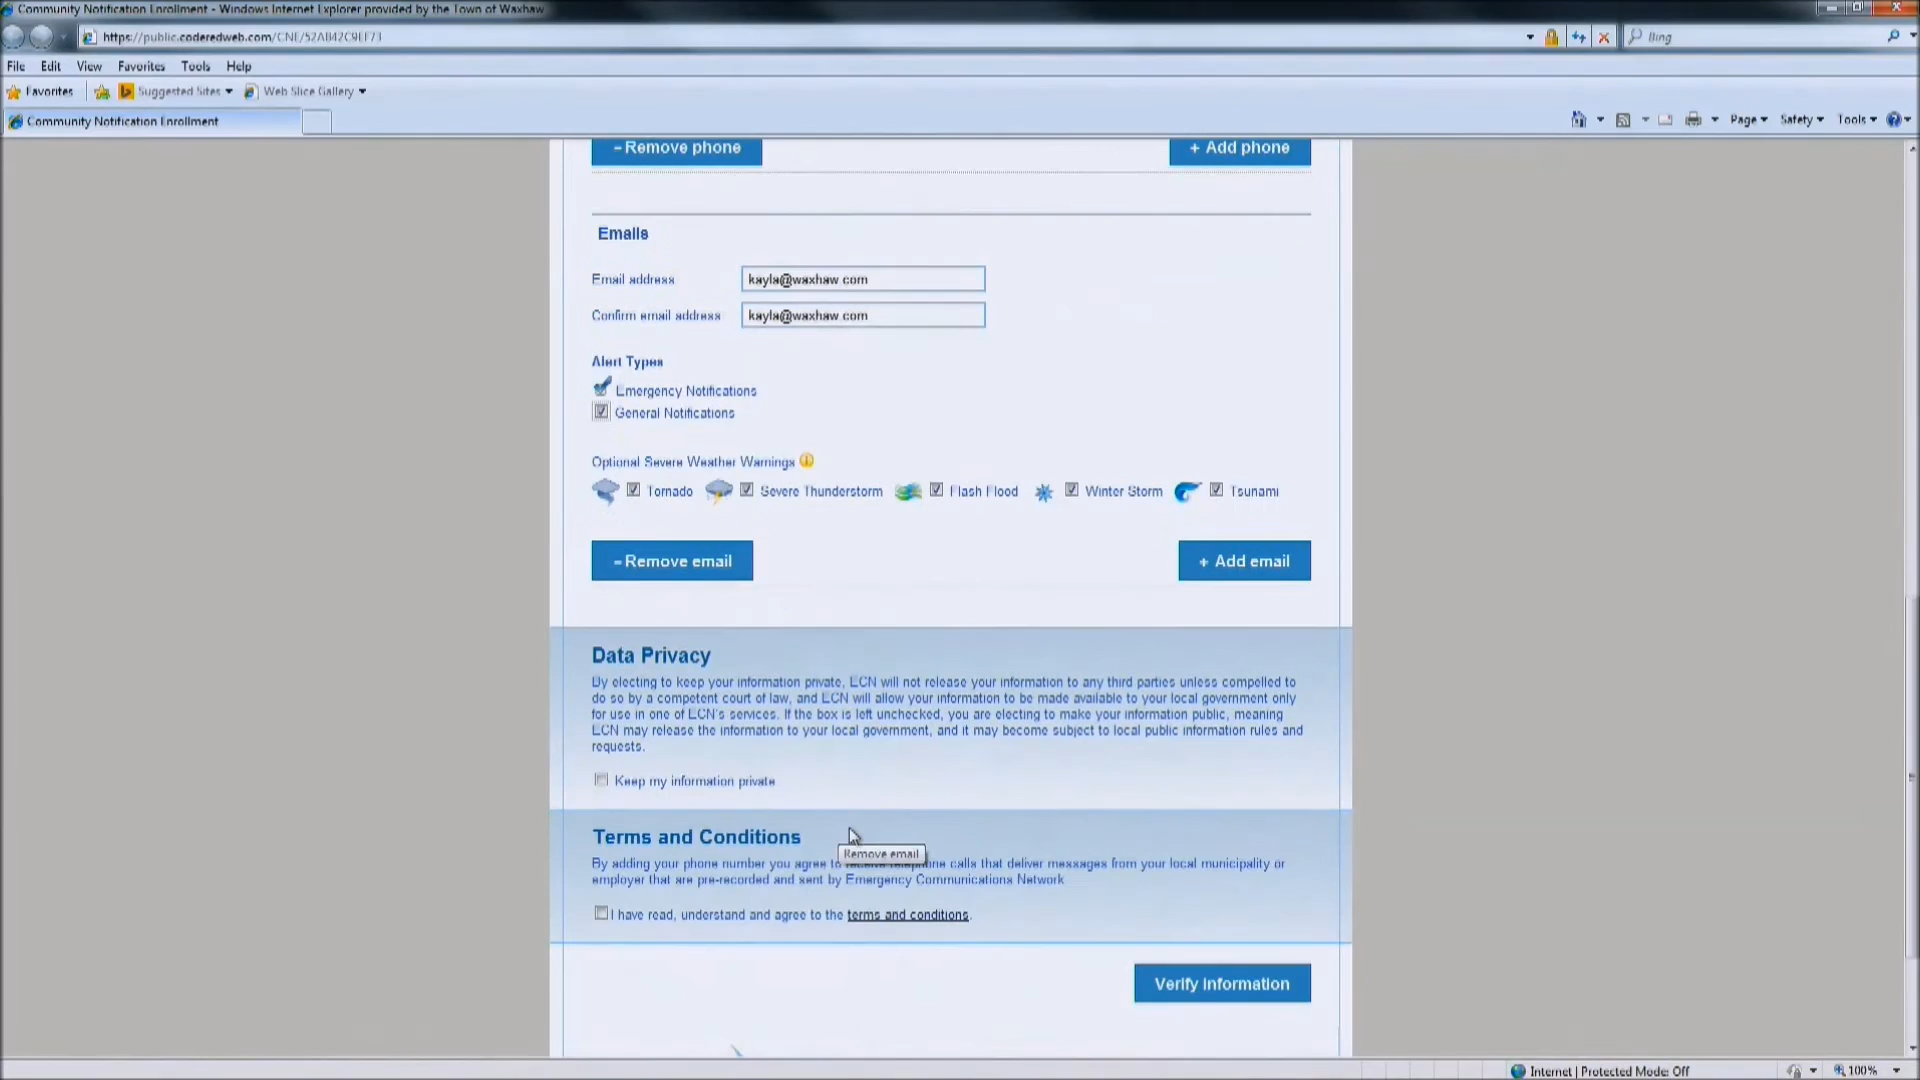 Community Notification Enrollment - Windows Internet Explorer provided by the Town of Waxhaw
https://public.coderedweb.com/CNE/52AB42C9EF73
Bing
File Edit View Favorites Tools Help
Favorites Suggested Sites Web Slice Gallery
Community Notification Enrollment
Page Safety Tools
– Remove phone + Add phone
Emails
Email address kayla@waxhaw.com
Confirm email address kayla@waxhaw.com
Alert Types
Emergency Notifications
General Notifications
Optional Severe Weather Warnings
Tornado Severe Thunderstorm Flash Flood Winter Storm Tsunami
– Remove email + Add email
Data Privacy
By electing to keep your information private, ECN will not release your information to any third parties unless compelled to
do so by a competent court of law, and ECN will allow your information to be made available to your local government only
for use in one of ECN's services. If the box is left unchecked, you are electing to make your information public, meaning
ECN may release the information to your local government, and it may become subject to local public information rules and
requests.
Keep my information private
Terms and Conditions
Remove email
By adding your phone number you agree to receive telephone calls that deliver messages from your local municipality or
employer that are pre-recorded and sent by Emergency Communications Network
I have read, understand and agree to the terms and conditions.
Verify Information
Internet | Protected Mode: Off 100%